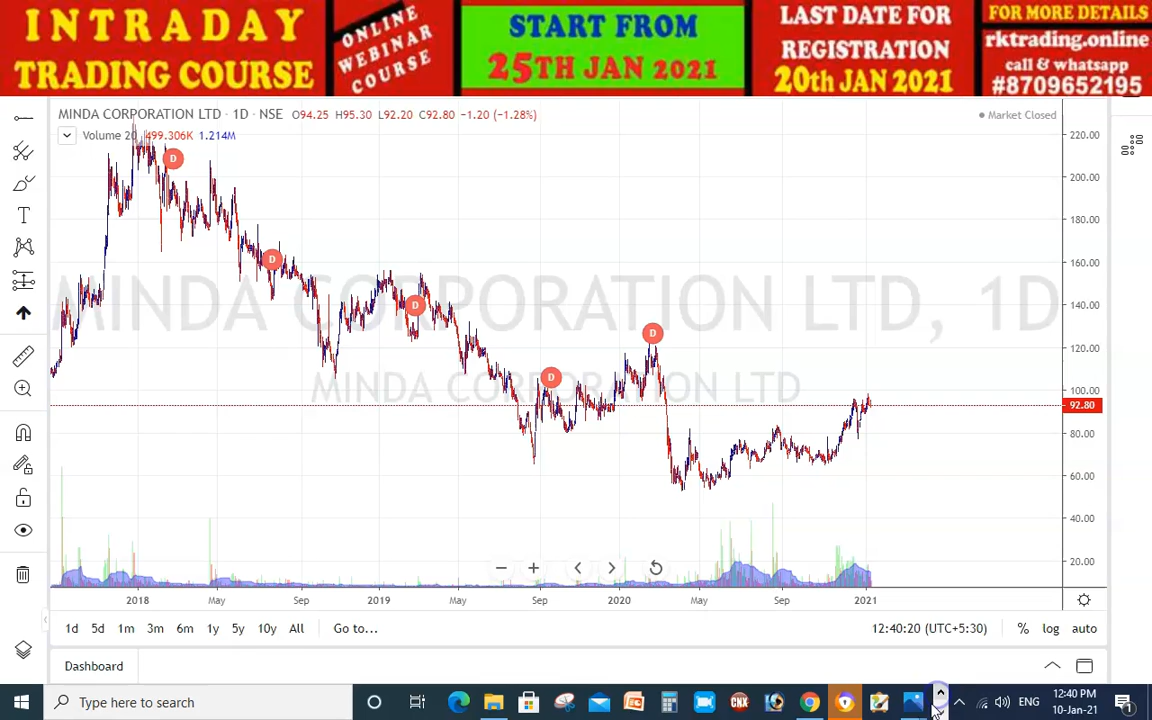 INTRADAY
TRADING COURSE
ONLINE
WEBINAR
COURSE
START FROM
25TH JAN 2021
LAST DATE FOR
REGISTRATION
20th JAN 2021
FOR MORE DETAILS
rktrading.online
call & whatsapp
#8709652195
MINDA CORPORATION LTD · 1D · NSE O94.25 H95.30 L92.20 C92.80 −1.20 (−1.28%)
Market Closed
Volume 20 499.306K 1.214M
D
D
D
D
D
MINDA CORPORATION LTD, 1D
MINDA CORPORATION LTD
220.00
200.00
180.00
160.00
140.00
120.00
100.00
92.80
80.00
60.00
40.00
20.00
2018 May Sep 2019 May Sep 2020 May Sep 2021
1d 5d 1m 3m 6m 1y 5y 10y All Go to... 12:40:20 (UTC+5:30) % log auto
Dashboard
Type here to search
CNX
ENG
12:40 PM
10-Jan-21
1